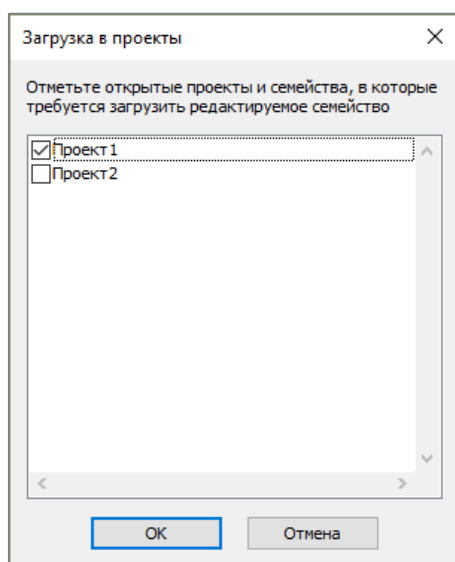 Загрузка в проекты
Отметьте открытые проекты и семейства, в которые
требуется загрузить редактируемое семейство
Проект1
Проект2
OK
Отмена